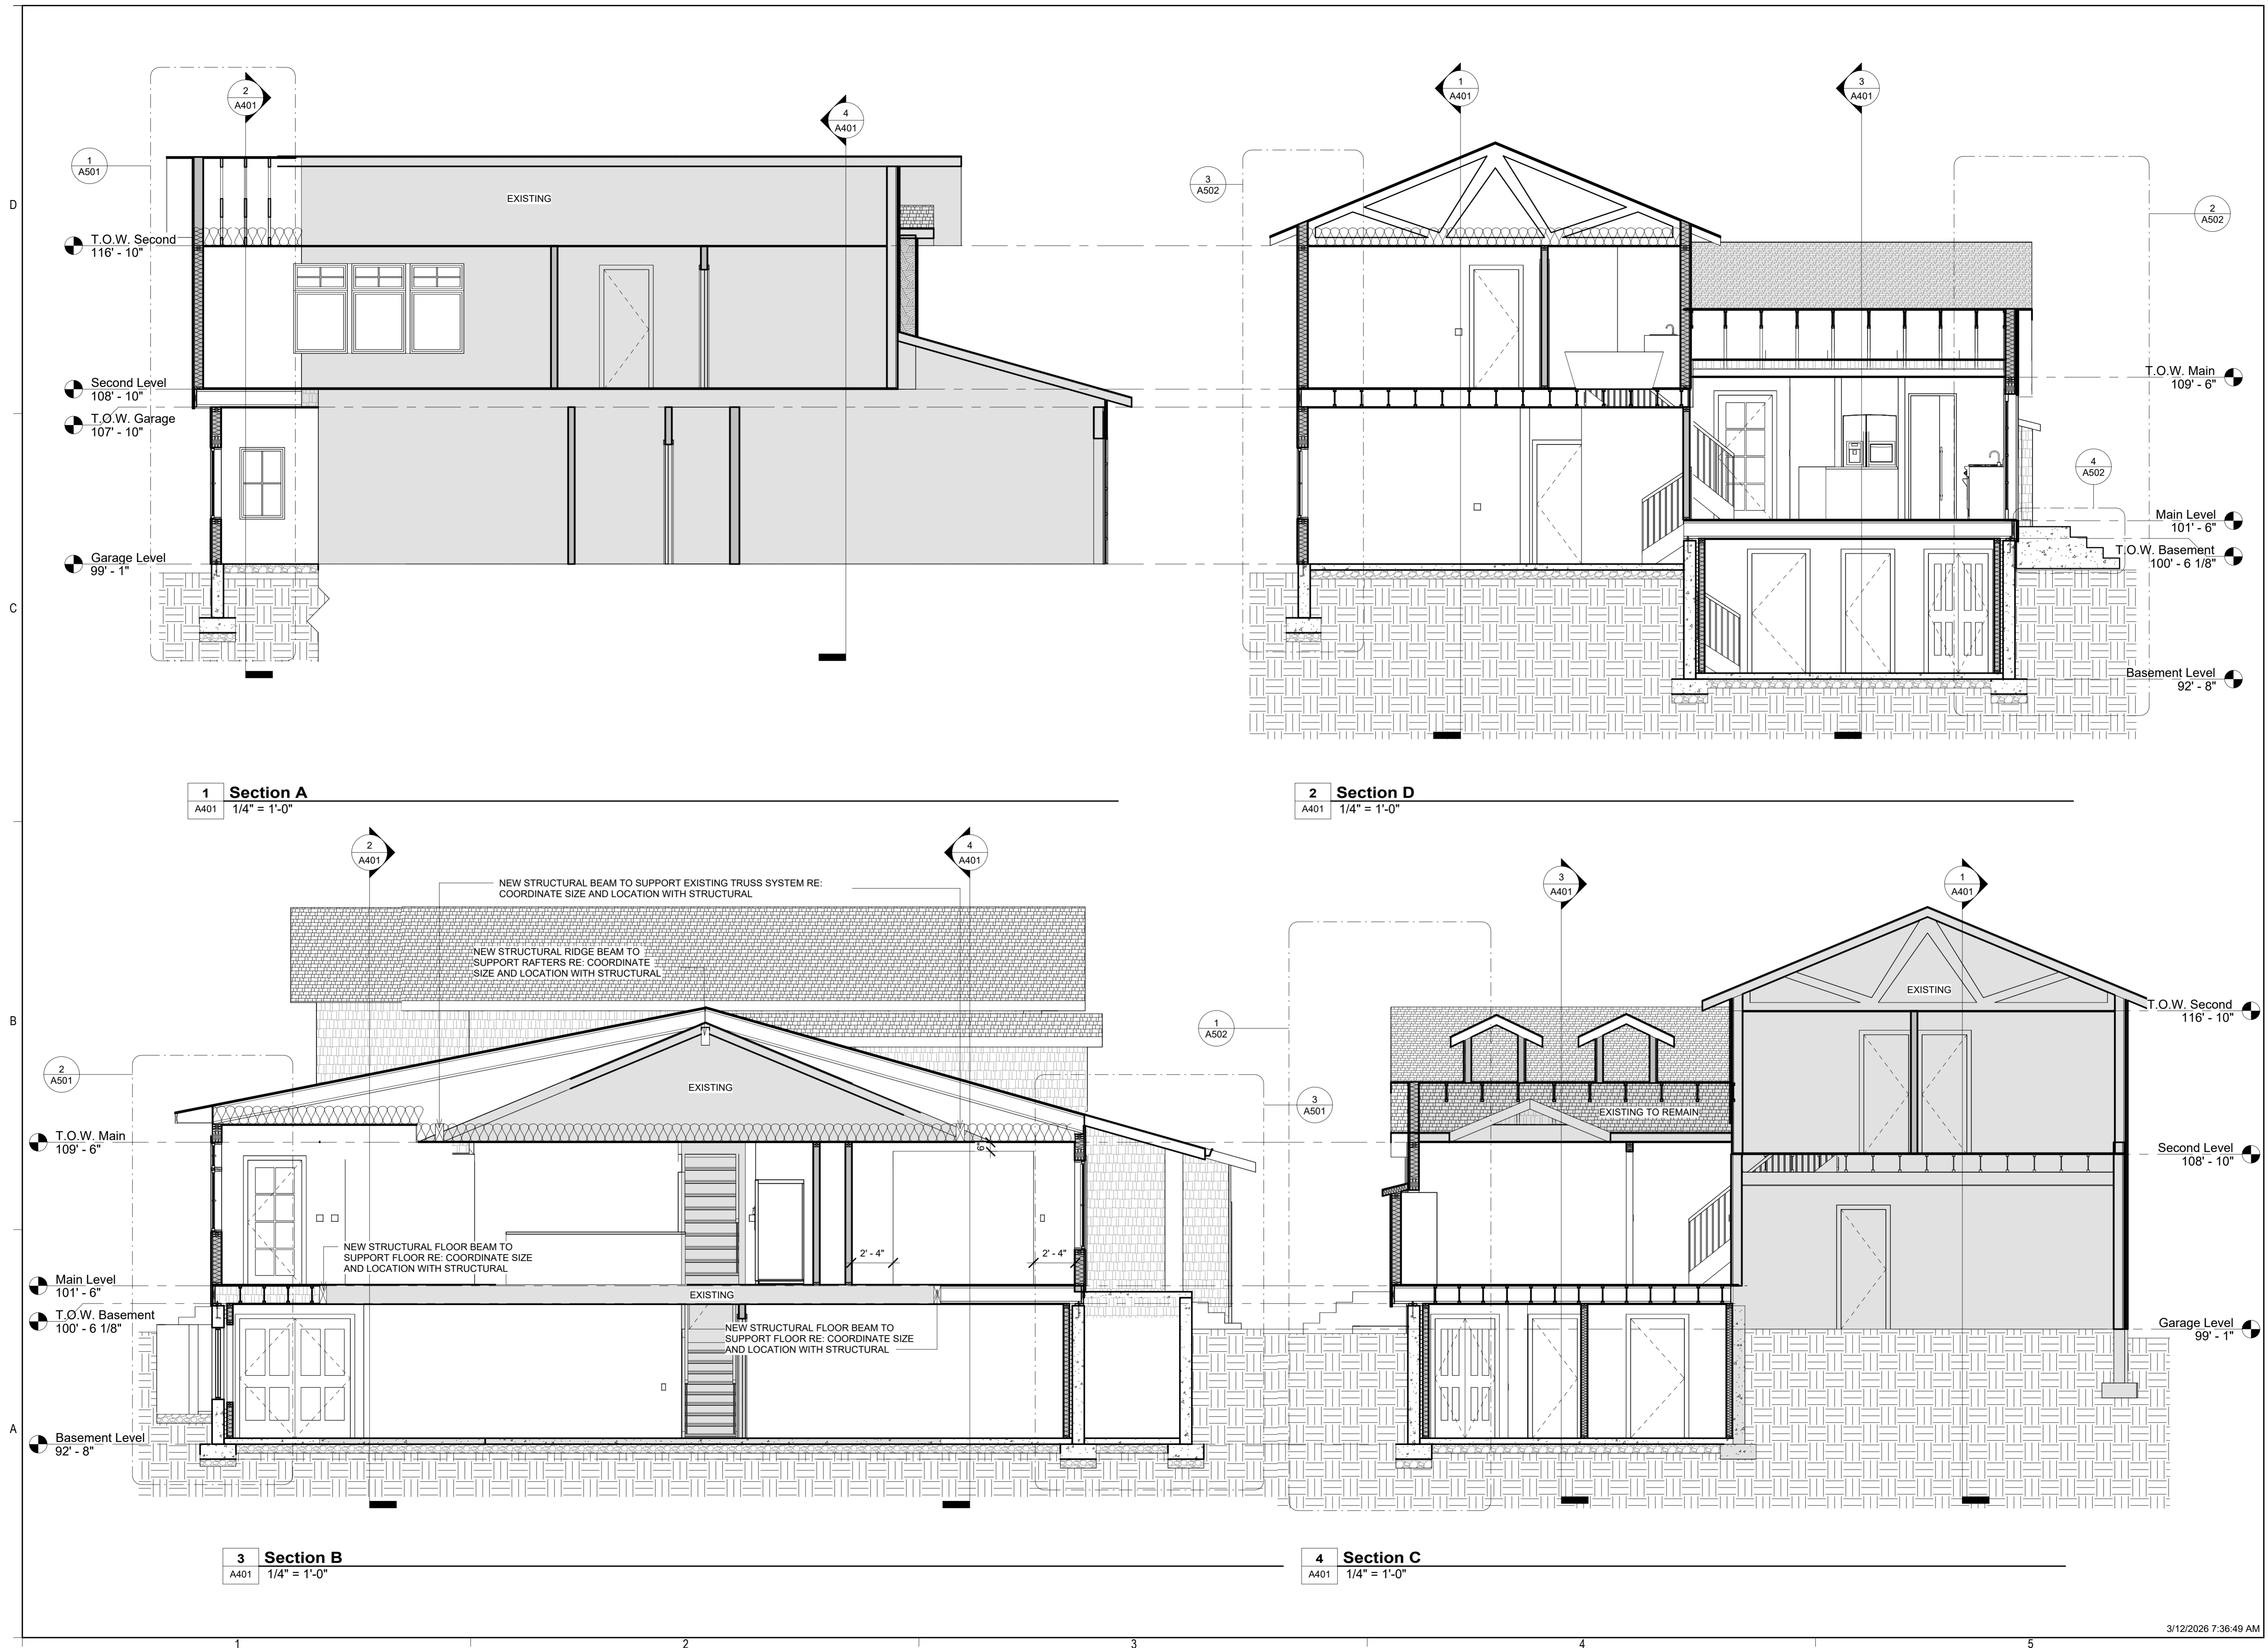 2
A401
4
A401
1
A501
EXISTING
T.O.W. Second
116' - 10"
Second Level
108' - 10"
T.O.W. Garage
107' - 10"
Garage Level
99' - 1"
1
A401
Section A
1/4" = 1'-0"
1
A401
3
A401
3
A502
2
A502
T.O.W. Main
109' - 6"
4
A502
Main Level
101' - 6"
T.O.W. Basement
100' - 6 1/8"
Basement Level
92' - 8"
2
A401
Section D
1/4" = 1'-0"
2
A401
4
A401
NEW STRUCTURAL BEAM TO SUPPORT EXISTING TRUSS SYSTEM RE:
COORDINATE SIZE AND LOCATION WITH STRUCTURAL
NEW STRUCTURAL RIDGE BEAM TO
SUPPORT RAFTERS RE: COORDINATE
SIZE AND LOCATION WITH STRUCTURAL
2
A501
EXISTING
3
A501
T.O.W. Main
109' - 6"
6"
NEW STRUCTURAL FLOOR BEAM TO
SUPPORT FLOOR RE: COORDINATE SIZE
AND LOCATION WITH STRUCTURAL
2' - 4"
2' - 4"
Main Level
101' - 6"
EXISTING
T.O.W. Basement
100' - 6 1/8"
NEW STRUCTURAL FLOOR BEAM TO
SUPPORT FLOOR RE: COORDINATE SIZE
AND LOCATION WITH STRUCTURAL
Basement Level
92' - 8"
3
A401
Section B
1/4" = 1'-0"
3
A401
1
A401
1
A502
EXISTING
T.O.W. Second
116' - 10"
EXISTING TO REMAIN
Second Level
108' - 10"
Garage Level
99' - 1"
4
A401
Section C
1/4" = 1'-0"
D
C
B
A
1
2
3
4
5
3/12/2026 7:36:49 AM